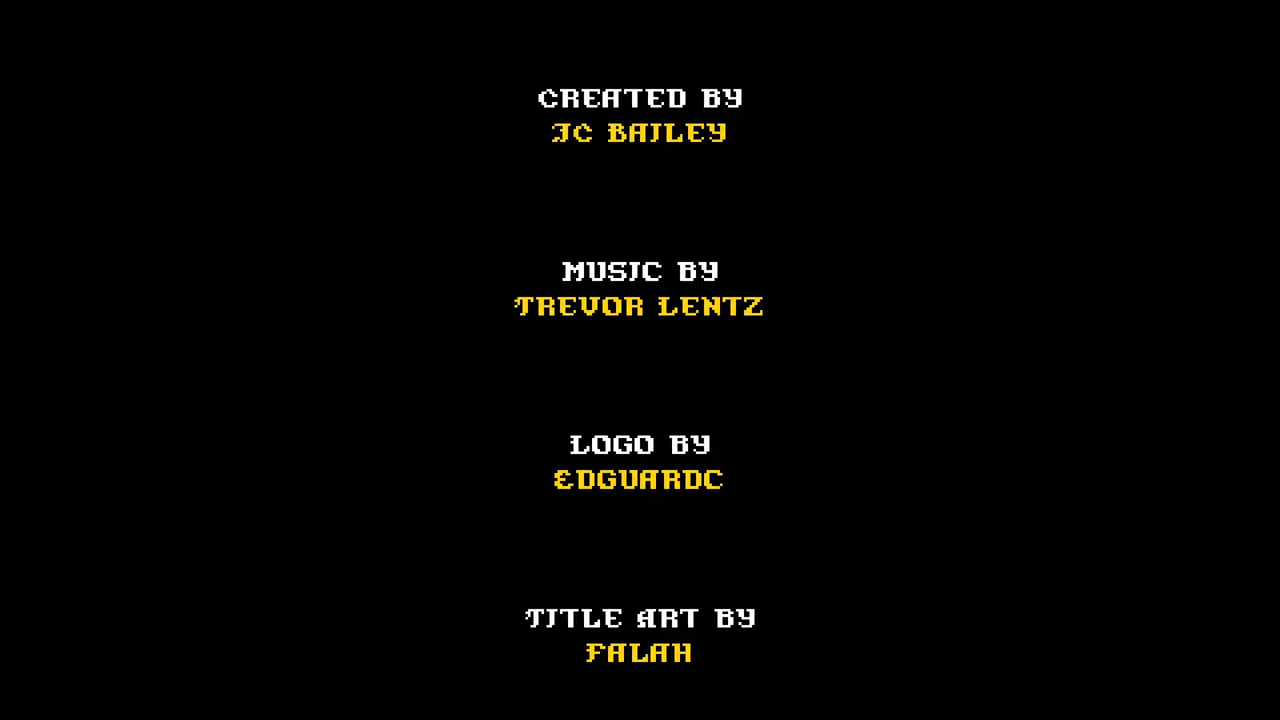 CREATED BY
JC BAILEY
MUSIC BY
TREVOR LENTZ
LOGO BY
EDGUARDC
TITLE ART BY
FALAH